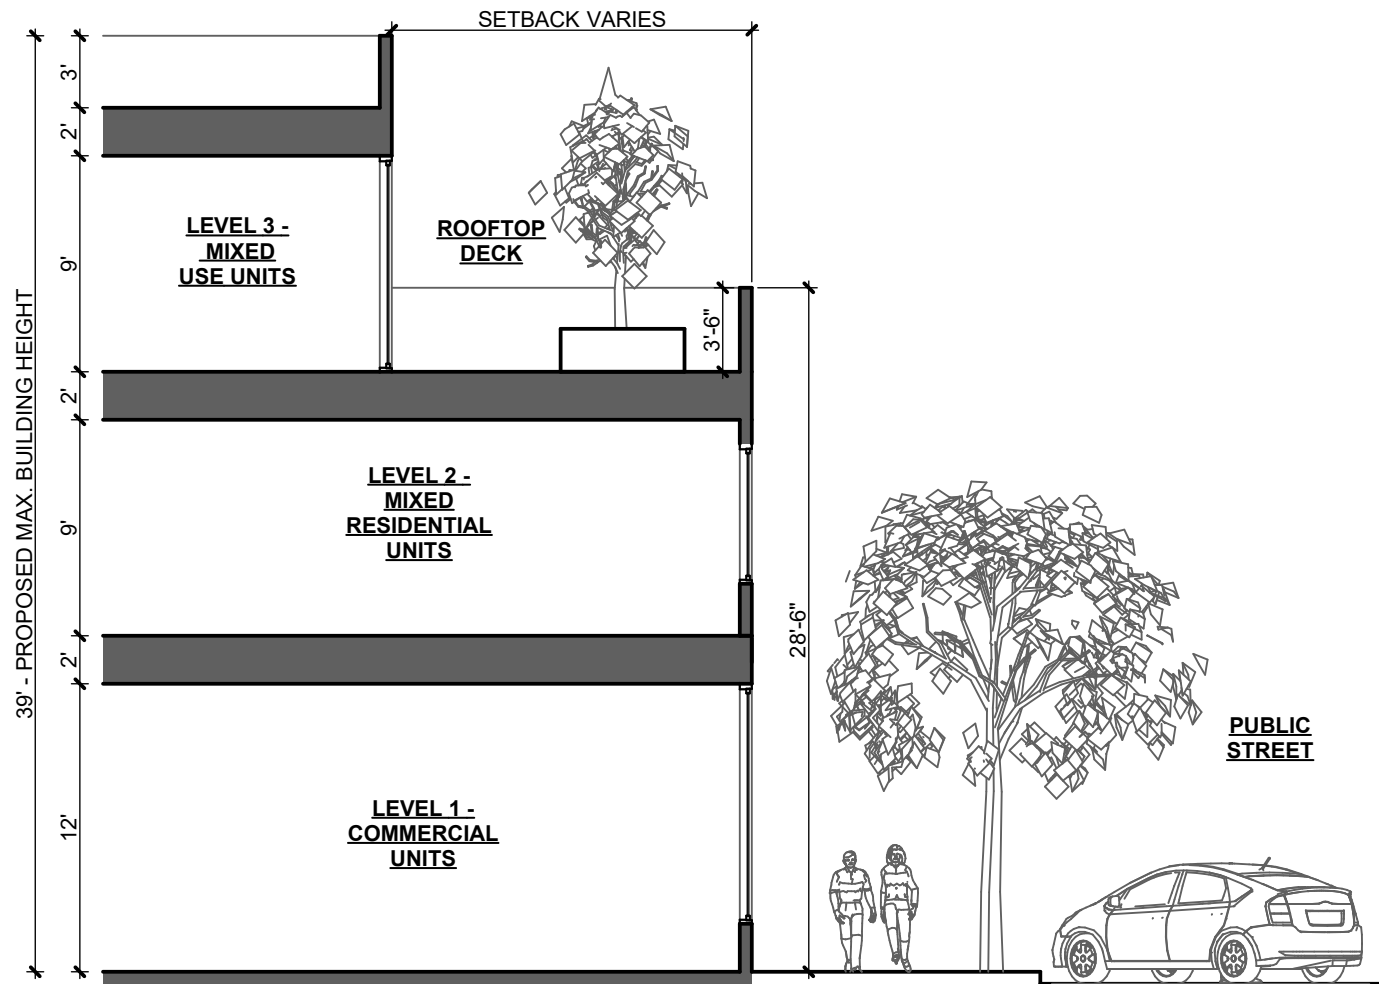 SETBACK VARIES
3'
2'
LEVEL 3 -
MIXED
USE UNITS
ROOFTOP
DECK
9'
39' - PROPOSED MAX. BUILDING HEIGHT
3'-6"
2'
LEVEL 2 -
MIXED
RESIDENTIAL
UNITS
9'
28'-6"
2'
PUBLIC
STREET
LEVEL 1 -
COMMERCIAL
UNITS
12'